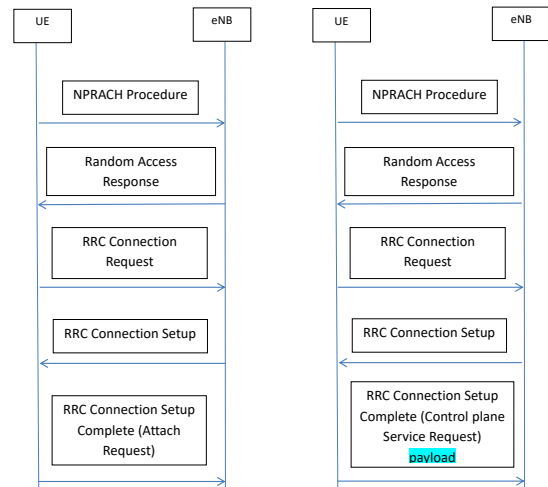 UE
eNB
NPRACH Procedure
Random Access
Response
RRC Connection
Request
RRC Connection Setup
RRC Connection Setup
Complete (Attach
Request)
UE
eNB
NPRACH Procedure
Random Access
Response
RRC Connection
Request
RRC Connection Setup
RRC Connection Setup
Complete (Control plane
Service Request)
payload